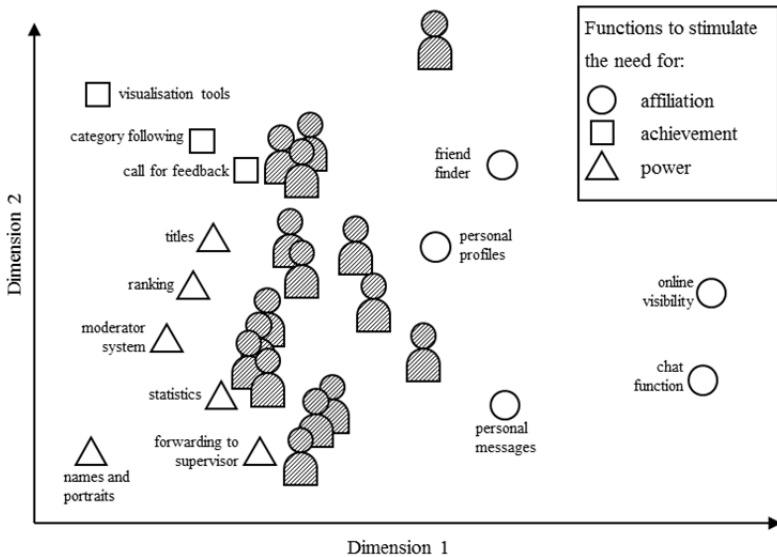 Functions to stimulate
the need for:
affiliation
achievement
power
visualisation tools
category following
call for feedback
friend
finder
titles
personal
profiles
ranking
online
visibility
moderator
system
chat
function
statistics
personal
messages
forwarding to
supervisor
names and
portraits
Dimension 2
Dimension 1